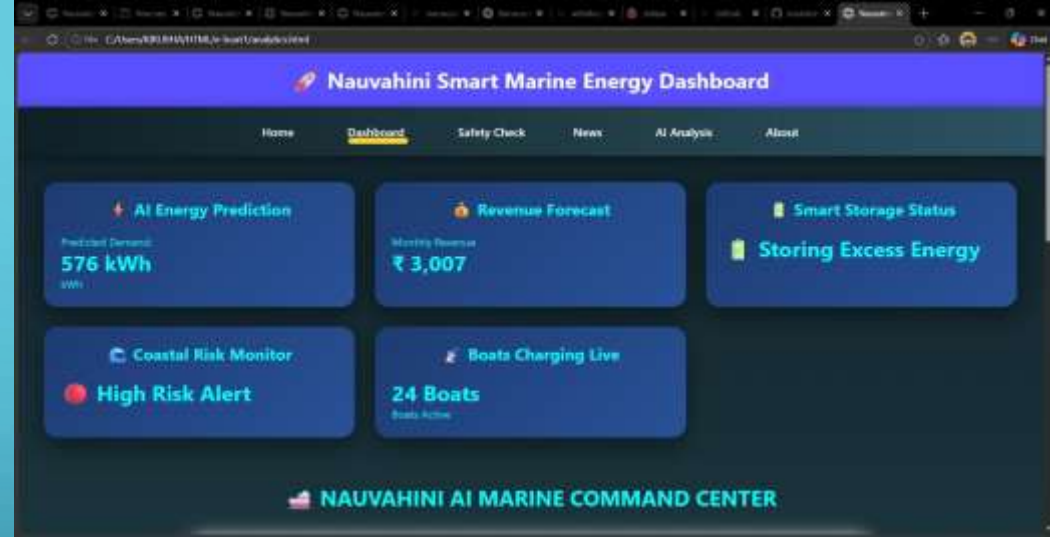 Nauvahini Smart Marine Energy Dashboard
Home Dashboard Safety Check News AI Analysis About
AI Energy Prediction
Predicted Demand
576 kWh
kWh
Revenue Forecast
Monthly Revenue
₹ 3,007
Smart Storage Status
Storing Excess Energy
Coastal Risk Monitor
High Risk Alert
Boats Charging Live
24 Boats
Boats Active
NAUVAHINI AI MARINE COMMAND CENTER